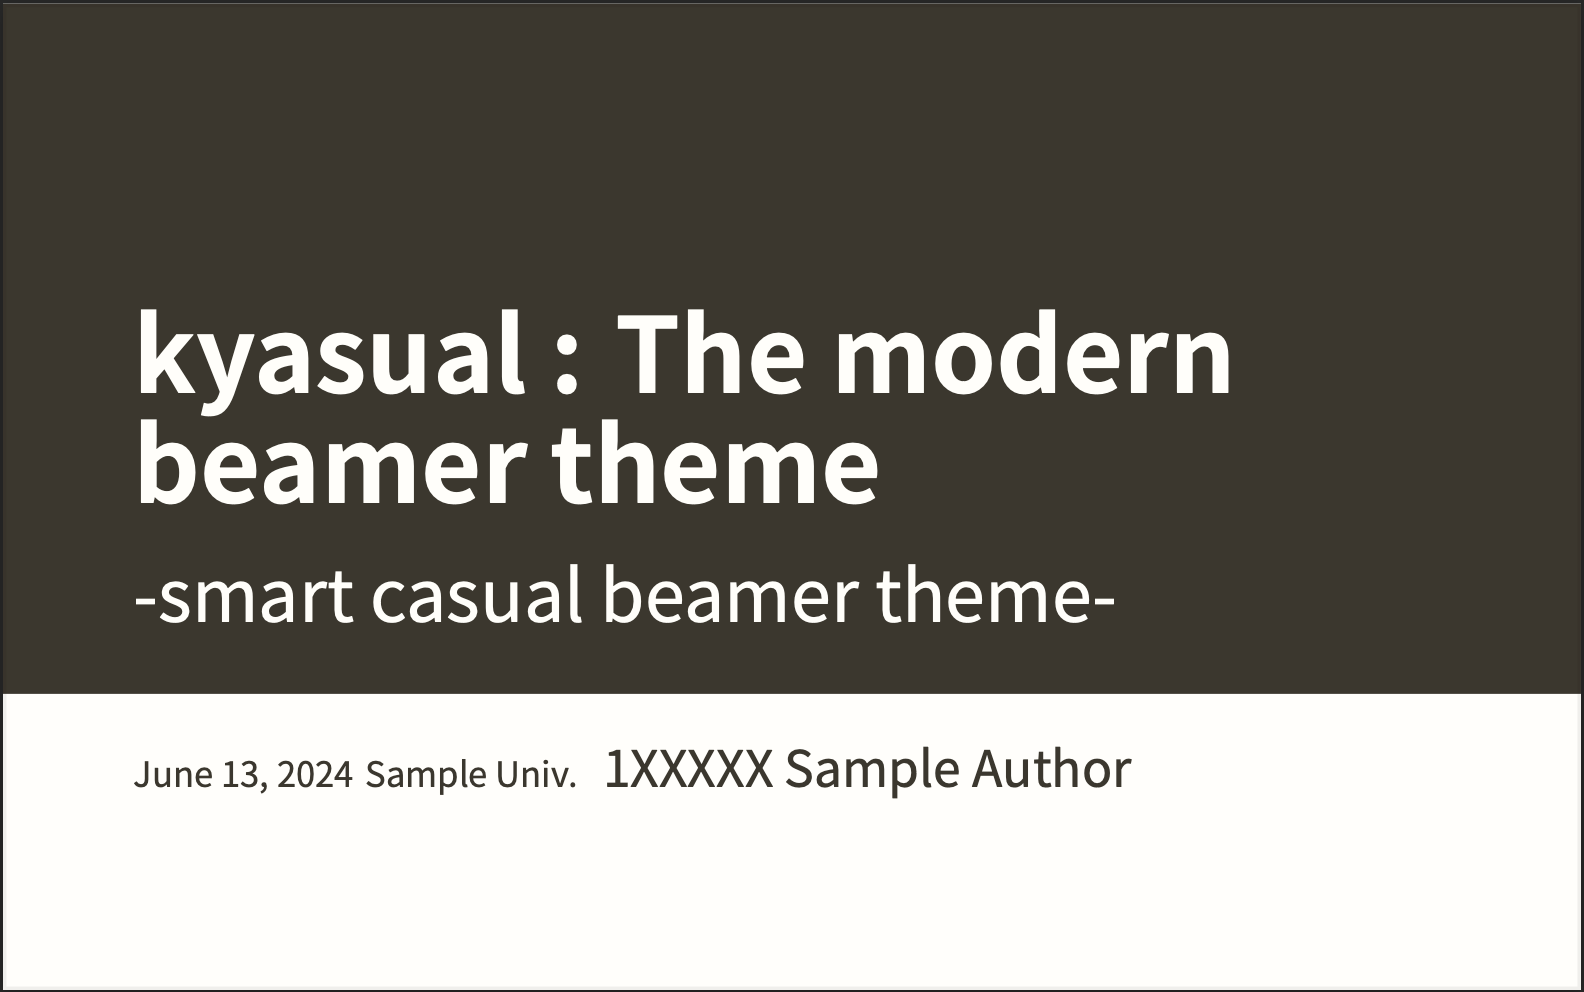 kyasual : The modern
beamer theme
-smart casual beamer theme-
June 13, 2024 Sample Univ. 1XXXXX Sample Author